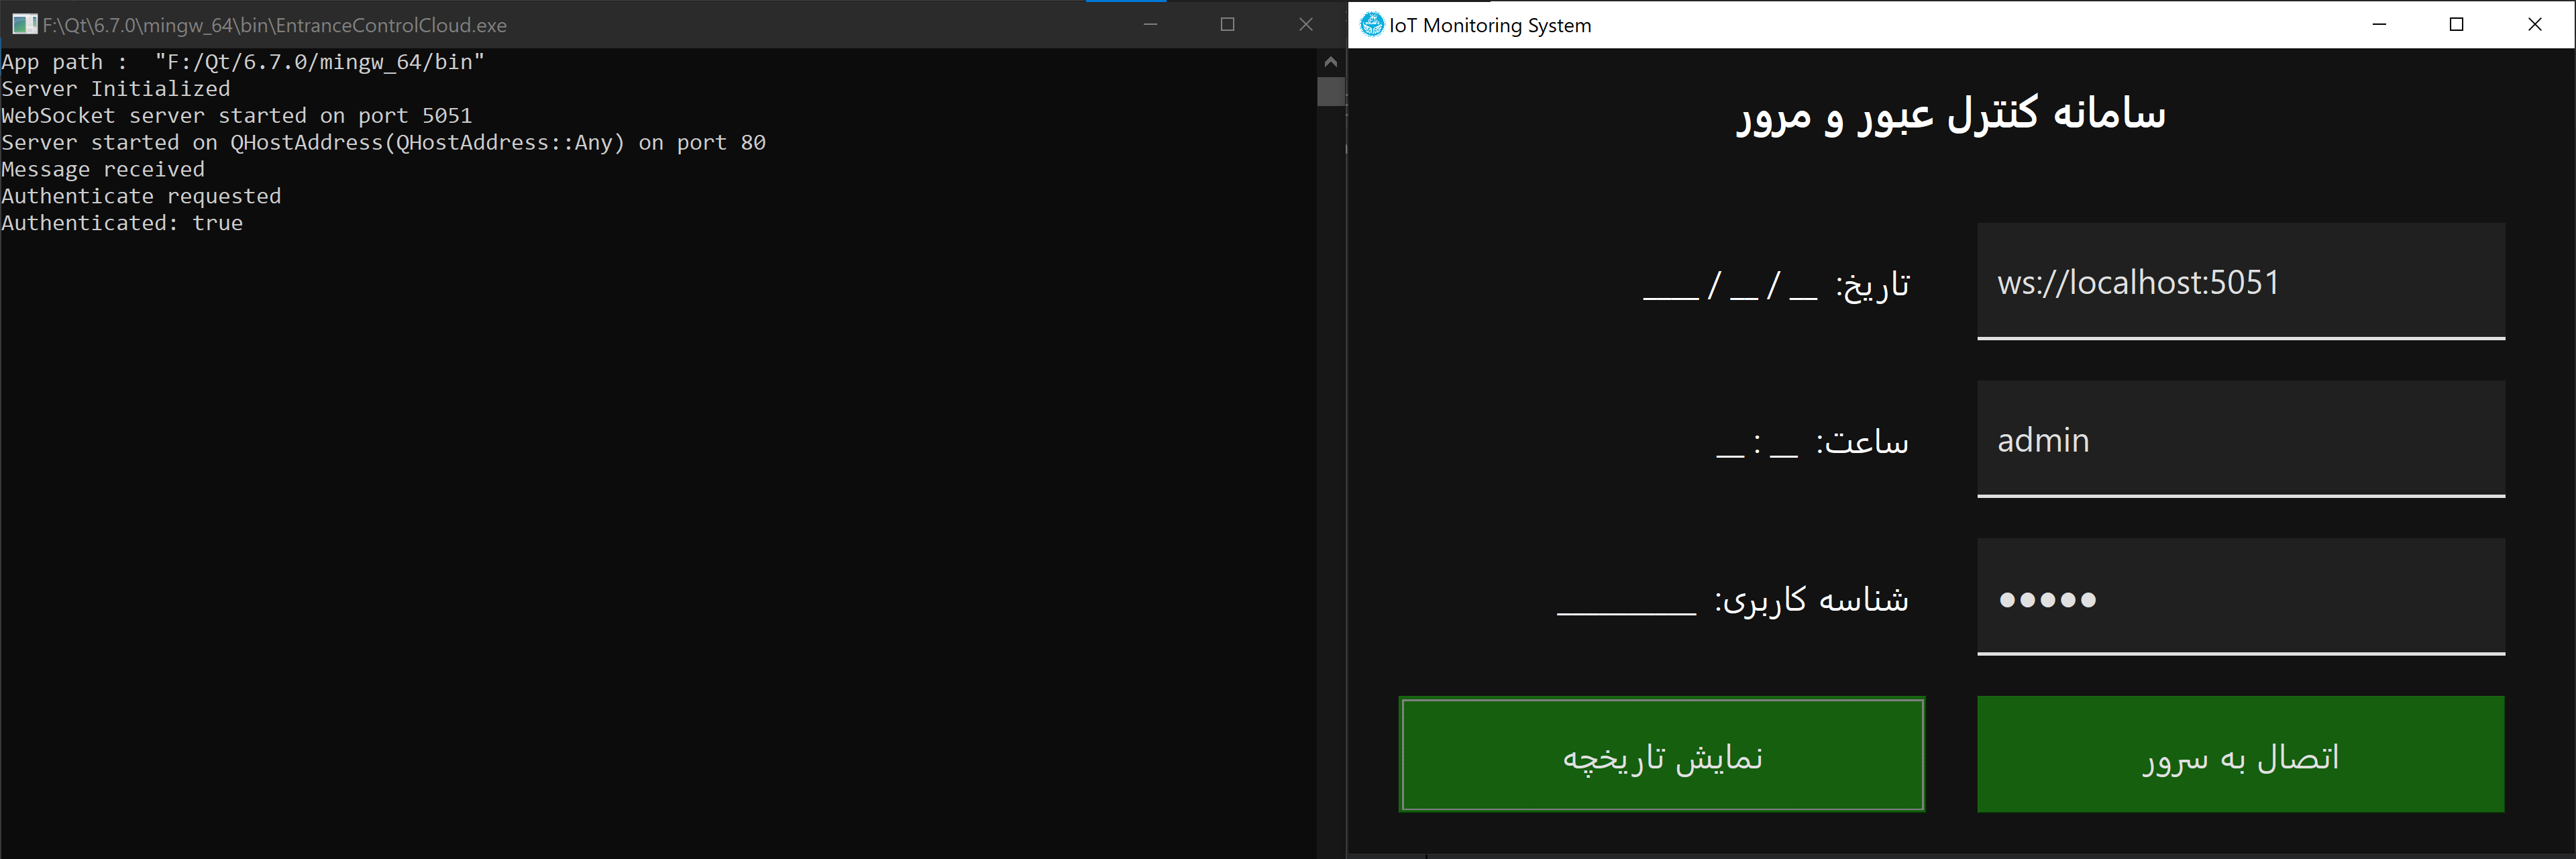 F:\Qt\6.7.0\mingw_64\bin\EntranceControlCloud.exe
App path :  "F:/Qt/6.7.0/mingw_64/bin"
Server Initialized
WebSocket server started on port 5051
Server started on QHostAddress(QHostAddress::Any) on port 80
Message received
Authenticate requested
Authenticated: true
IoT Monitoring System
سامانه کنترل عبور و مرور
ws://localhost:5051
تاریخ: __ / __ / ____
admin
ساعت: __ : __
●●●●●
شناسه کاربری: __________
اتصال به سرور
نمایش تاریخچه